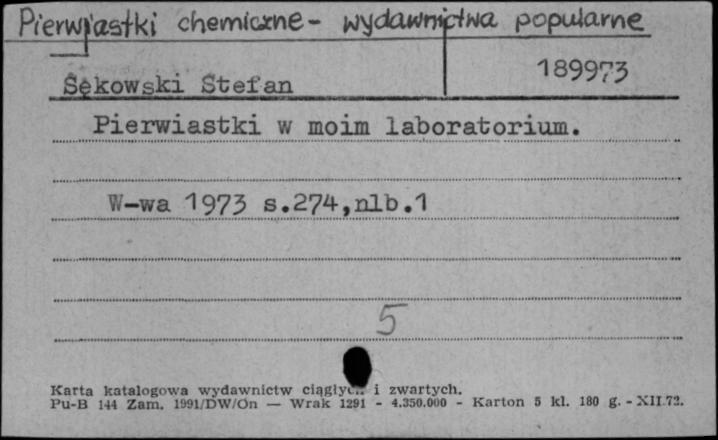 Pierwiastki chemiczne - wydawnictwa popularne
189973
Sękowski Stefan
Pierwiastki w moim laboratorium.
W-wa 1973 s.274,nlb.1
5
Karta katalogowa wydawnictw ciągłych i zwartych.
Pu-B 144 Zam. 1991/DW/On — Wrak 1291 - 4.350.000 - Karton 5 kl. 180 g. - XII.72.